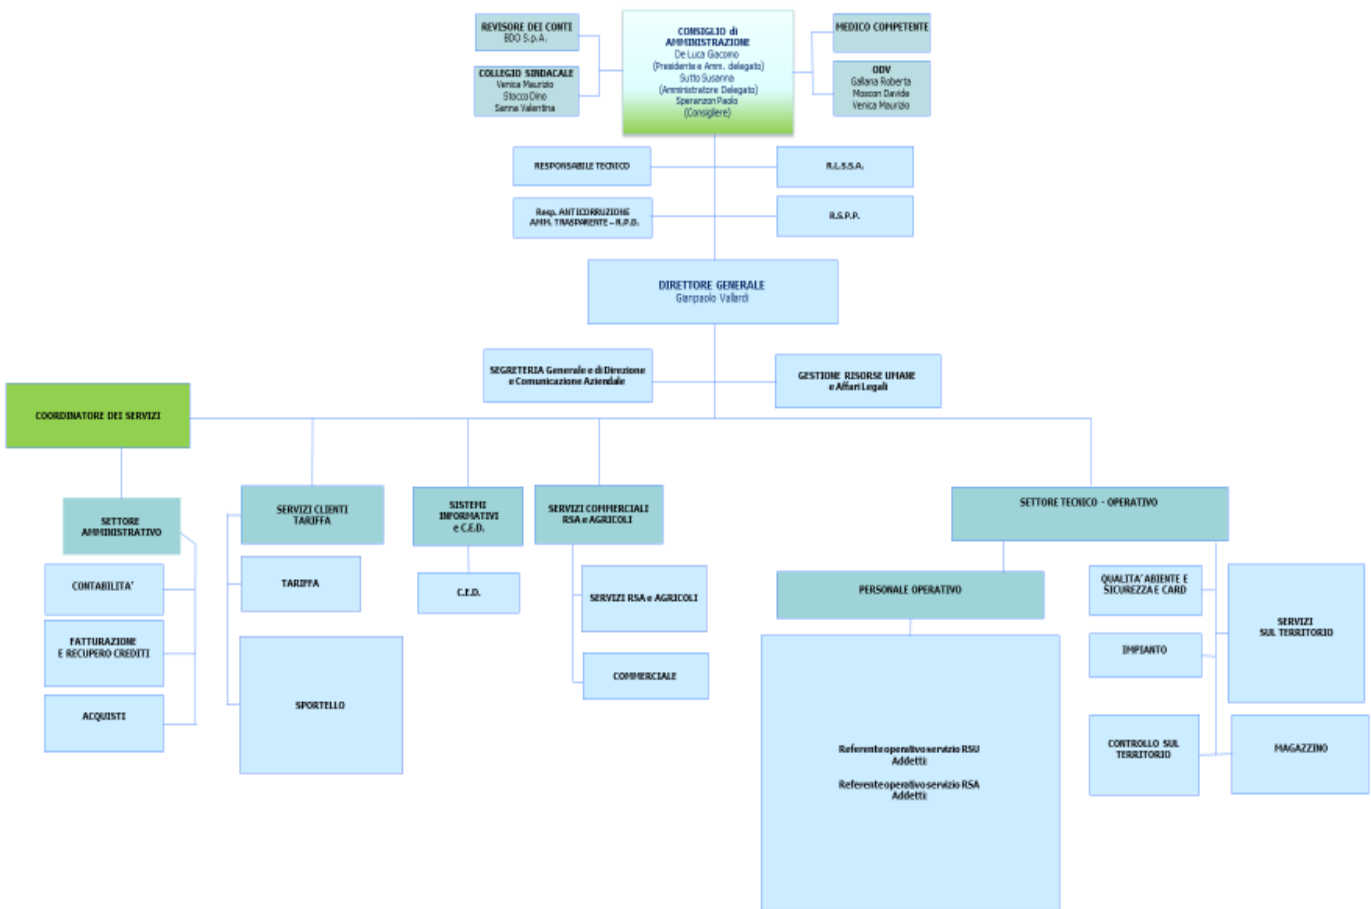 REVISORE DEI CONTI
BDO S.p.A.
COLLEGIO SINDACALE
Venica Maurizio
Stocco Dino
Sanna Valentina
CONSIGLIO di
AMMINISTRAZIONE
De Luca Giacomo
(Presidente e Amm. delegato)
Sutto Susanna
(Amministratore Delegato)
Speranzon Paolo
(Consigliere)
MEDICO COMPETENTE
ODV
Gallana Roberta
Moscon Davide
Venica Maurizio
RESPONSABILE TECNICO
R.L.S.S.A.
Resp. ANTICORRUZIONE
AMM. TRASPARENTE – R.P.D.
R.S.P.P.
DIRETTORE GENERALE
Gianpaolo Vallardi
SEGRETERIA Generale e di Direzione
e Comunicazione Aziendale
GESTIONE RISORSE UMANE
e Affari Legali
COORDINATORE DEI SERVIZI
SETTORE
AMMINISTRATIVO
CONTABILITA'
FATTURAZIONE
E RECUPERO CREDITI
ACQUISTI
SERVIZI CLIENTI
TARIFFA
TARIFFA
SPORTELLO
SISTEMI
INFORMATIVI
e C.E.D.
C.E.D.
SERVIZI COMMERCIALI
RSA e AGRICOLI
SERVIZI RSA e AGRICOLI
COMMERCIALE
SETTORE TECNICO - OPERATIVO
PERSONALE OPERATIVO
Referente operativo servizio RSU
Addetti:
Referente operativo servizio RSA
Addetti:
QUALITA' ABIENTE E
SICUREZZA E CARD
IMPIANTO
CONTROLLO SUL
TERRITORIO
SERVIZI
SUL TERRITORIO
MAGAZZINO